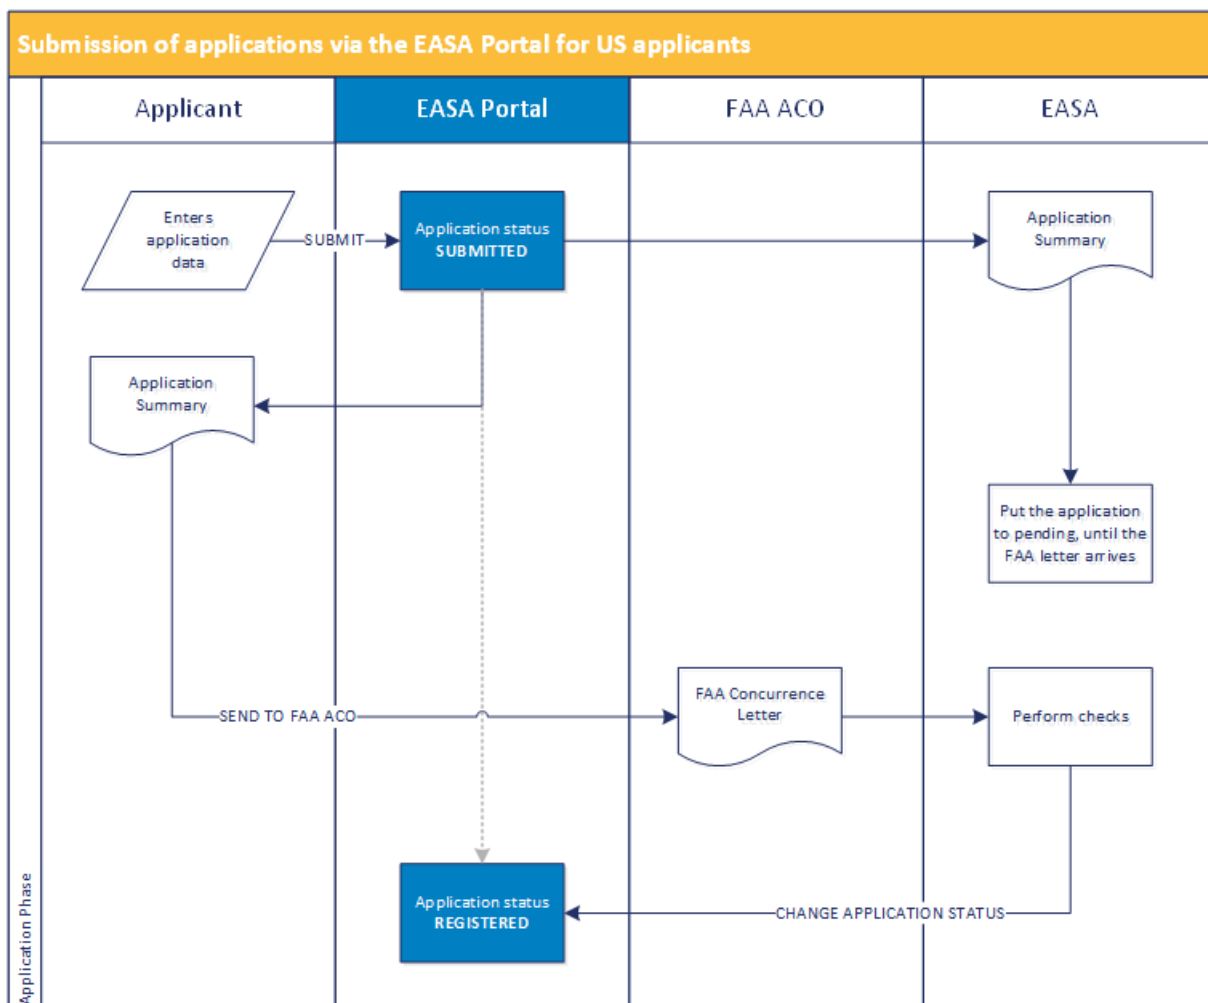 Submission of applications via the EASA Portal for US applicants
Applicant
EASA Portal
FAA ACO
EASA
Enters
application
data
SUBMIT
Application status
SUBMITTED
Application
Summary
Application
Summary
Put the application
to pending, until the
FAA letter arrives
SEND TO FAA ACO
FAA Concurrence
Letter
Perform checks
Application status
REGISTERED
CHANGE APPLICATION STATUS
Application Phase